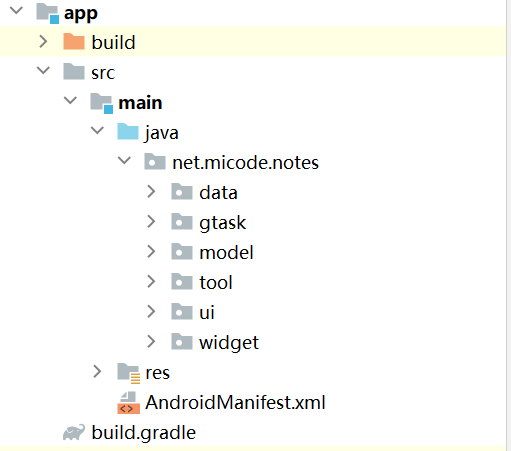 app
build
src
main
java
net.micode.notes
data
gtask
model
tool
ui
widget
res
AndroidManifest.xml
build.gradle